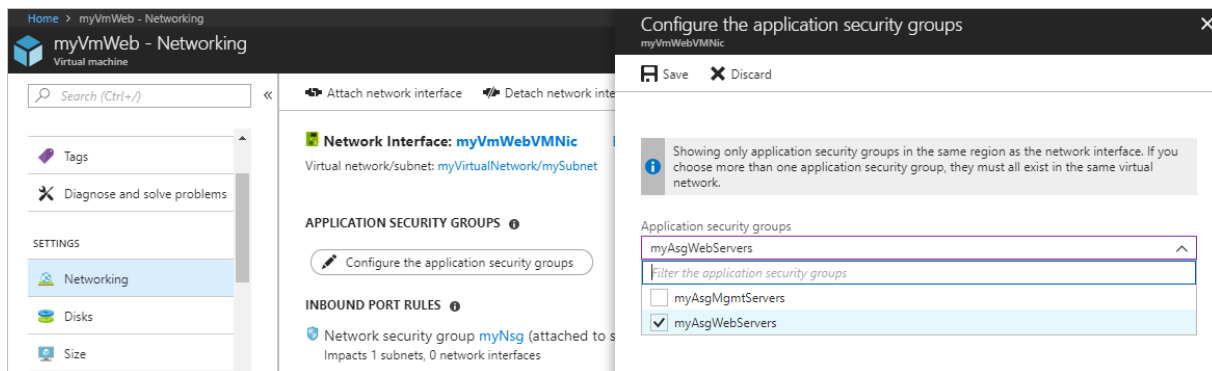 Home > myVmWeb - Networking
myVmWeb - Networking
Virtual machine
Search (Ctrl+/)
«
Tags
Diagnose and solve problems
SETTINGS
Networking
Disks
Size
Attach network interface
Detach network inte
Network Interface: myVmWebVMNic
Virtual network/subnet: myVirtualNetwork/mySubnet
APPLICATION SECURITY GROUPS
Configure the application security groups
INBOUND PORT RULES
Network security group myNsg (attached to s
Impacts 1 subnets, 0 network interfaces
Configure the application security groups
myVmWebVMNic
Save
Discard
Showing only application security groups in the same region as the network interface. If you
choose more than one application security group, they must all exist in the same virtual
network.
Application security groups
myAsgWebServers
Filter the application security groups
myAsgMgmtServers
myAsgWebServers